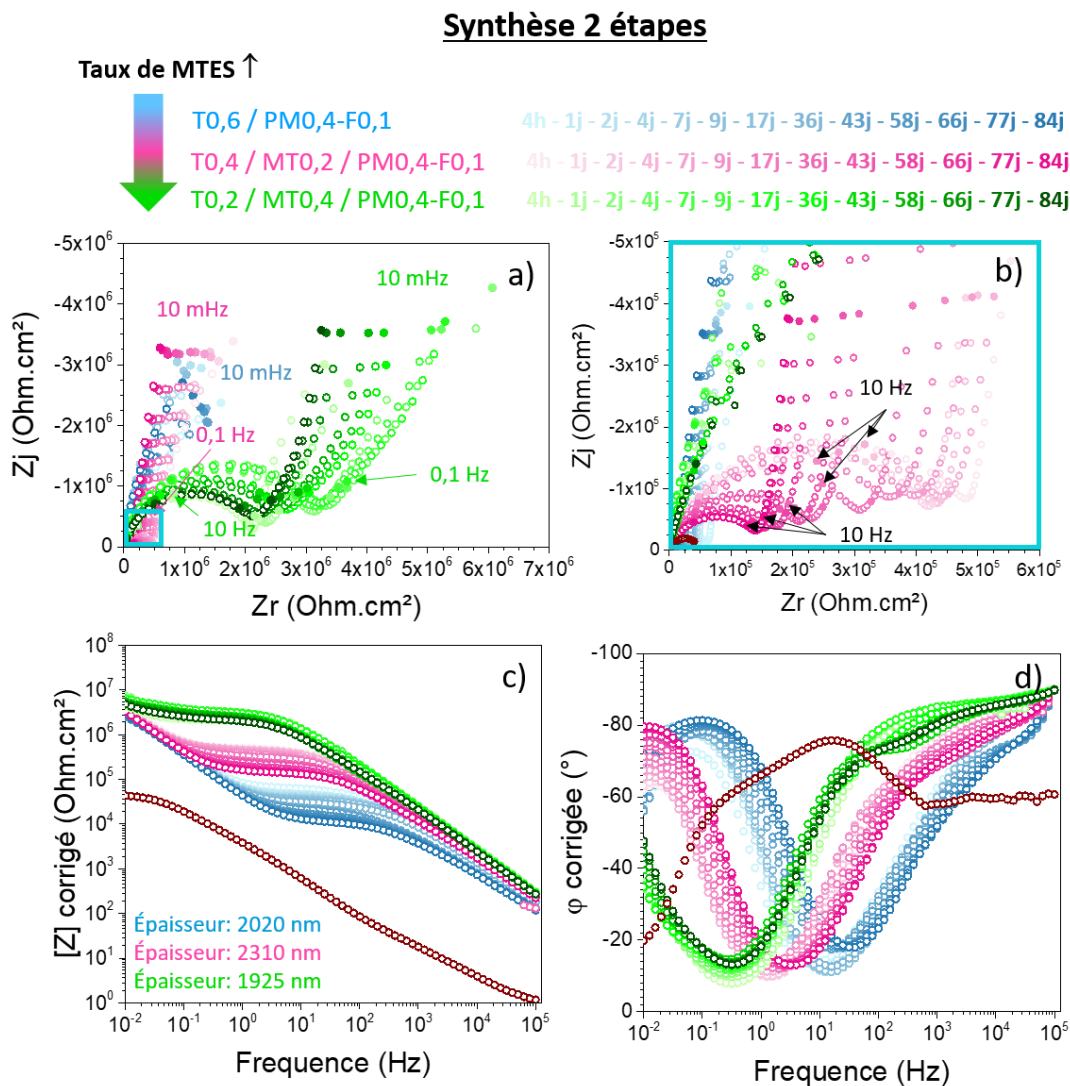 Synthèse 2 étapes
Taux de MTES ↑
T0,6 / PM0,4-F0,1 4h - 1j - 2j - 4j - 7j - 9j - 17j - 36j - 43j - 58j - 66j - 77j - 84j
T0,4 / MT0,2 / PM0,4-F0,1 4h - 1j - 2j - 4j - 7j - 9j - 17j - 36j - 43j - 58j - 66j - 77j - 84j
T0,2 / MT0,4 / PM0,4-F0,1 4h - 1j - 2j - 4j - 7j - 9j - 17j - 36j - 43j - 58j - 66j - 77j - 84j
a)
-5x10⁶
-4x10⁶
-3x10⁶
-2x10⁶
-1x10⁶
0
Zj (Ohm.cm²)
10 mHz
10 mHz
10 mHz
0,1 Hz
0,1 Hz
10 Hz
0 1x10⁶ 2x10⁶ 3x10⁶ 4x10⁶ 5x10⁶ 6x10⁶ 7x10⁶
Zr (Ohm.cm²)
b)
-5x10⁵
-4x10⁵
-3x10⁵
-2x10⁵
-1x10⁵
0
Zj (Ohm.cm²)
10 Hz
10 Hz
0 1x10⁵ 2x10⁵ 3x10⁵ 4x10⁵ 5x10⁵ 6x10⁵
Zr (Ohm.cm²)
c)
10⁸
10⁷
10⁶
10⁵
10⁴
10³
10²
10¹
10⁰
[Z] corrigé (Ohm.cm²)
Épaisseur: 2020 nm
Épaisseur: 2310 nm
Épaisseur: 1925 nm
10⁻² 10⁻¹ 10⁰ 10¹ 10² 10³ 10⁴ 10⁵
Frequence (Hz)
d)
-100
-80
-60
-40
-20
0
φ corrigée (°)
10⁻² 10⁻¹ 10⁰ 10¹ 10² 10³ 10⁴ 10⁵
Frequence (Hz)